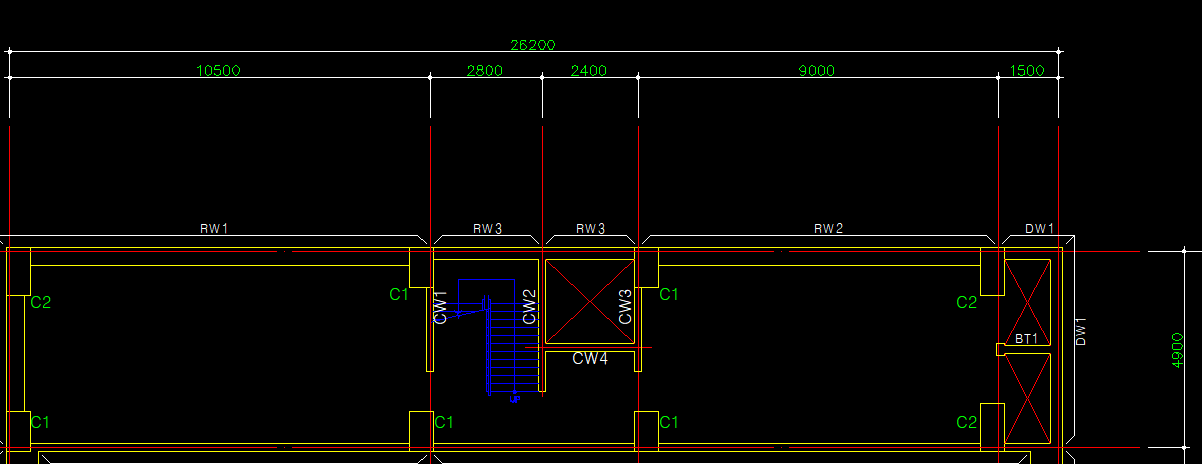 26200
10500 2800 2400 9000 1500
RW1 RW3 RW3 RW2 DW1
C2 C1 CW1 CW2 CW3 C1 C2
DW1
BT1
4900
CW4
UP
C1 C1 C1 C2